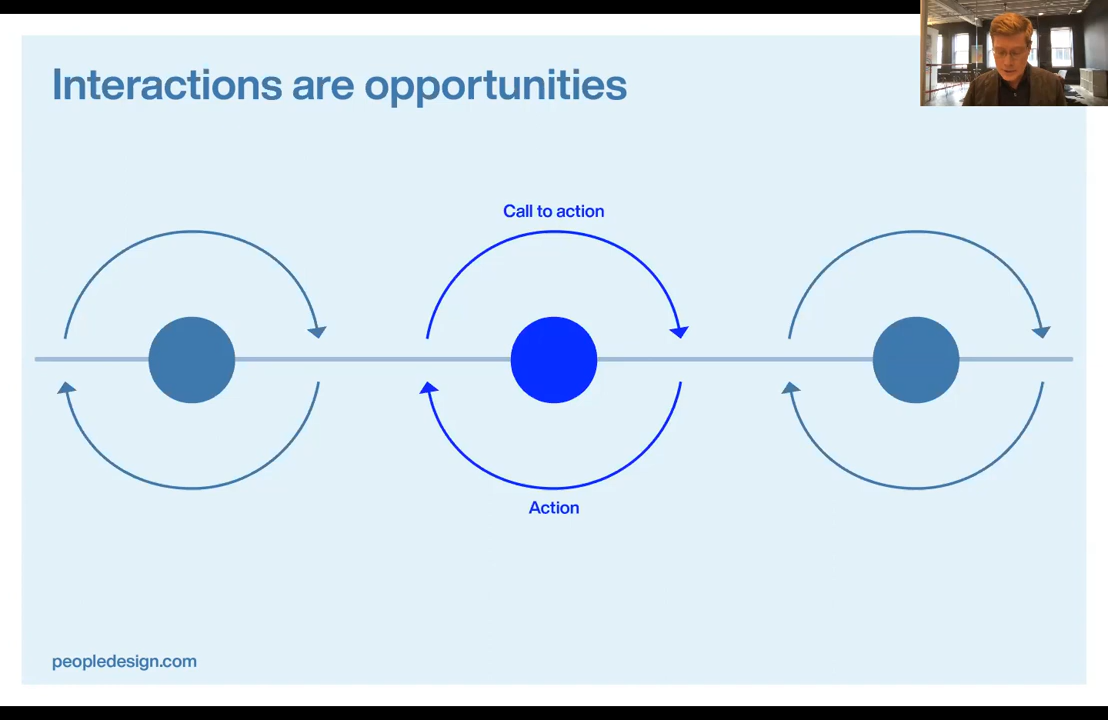 Interactions are opportunities
Call to action
Action
peopledesign.com